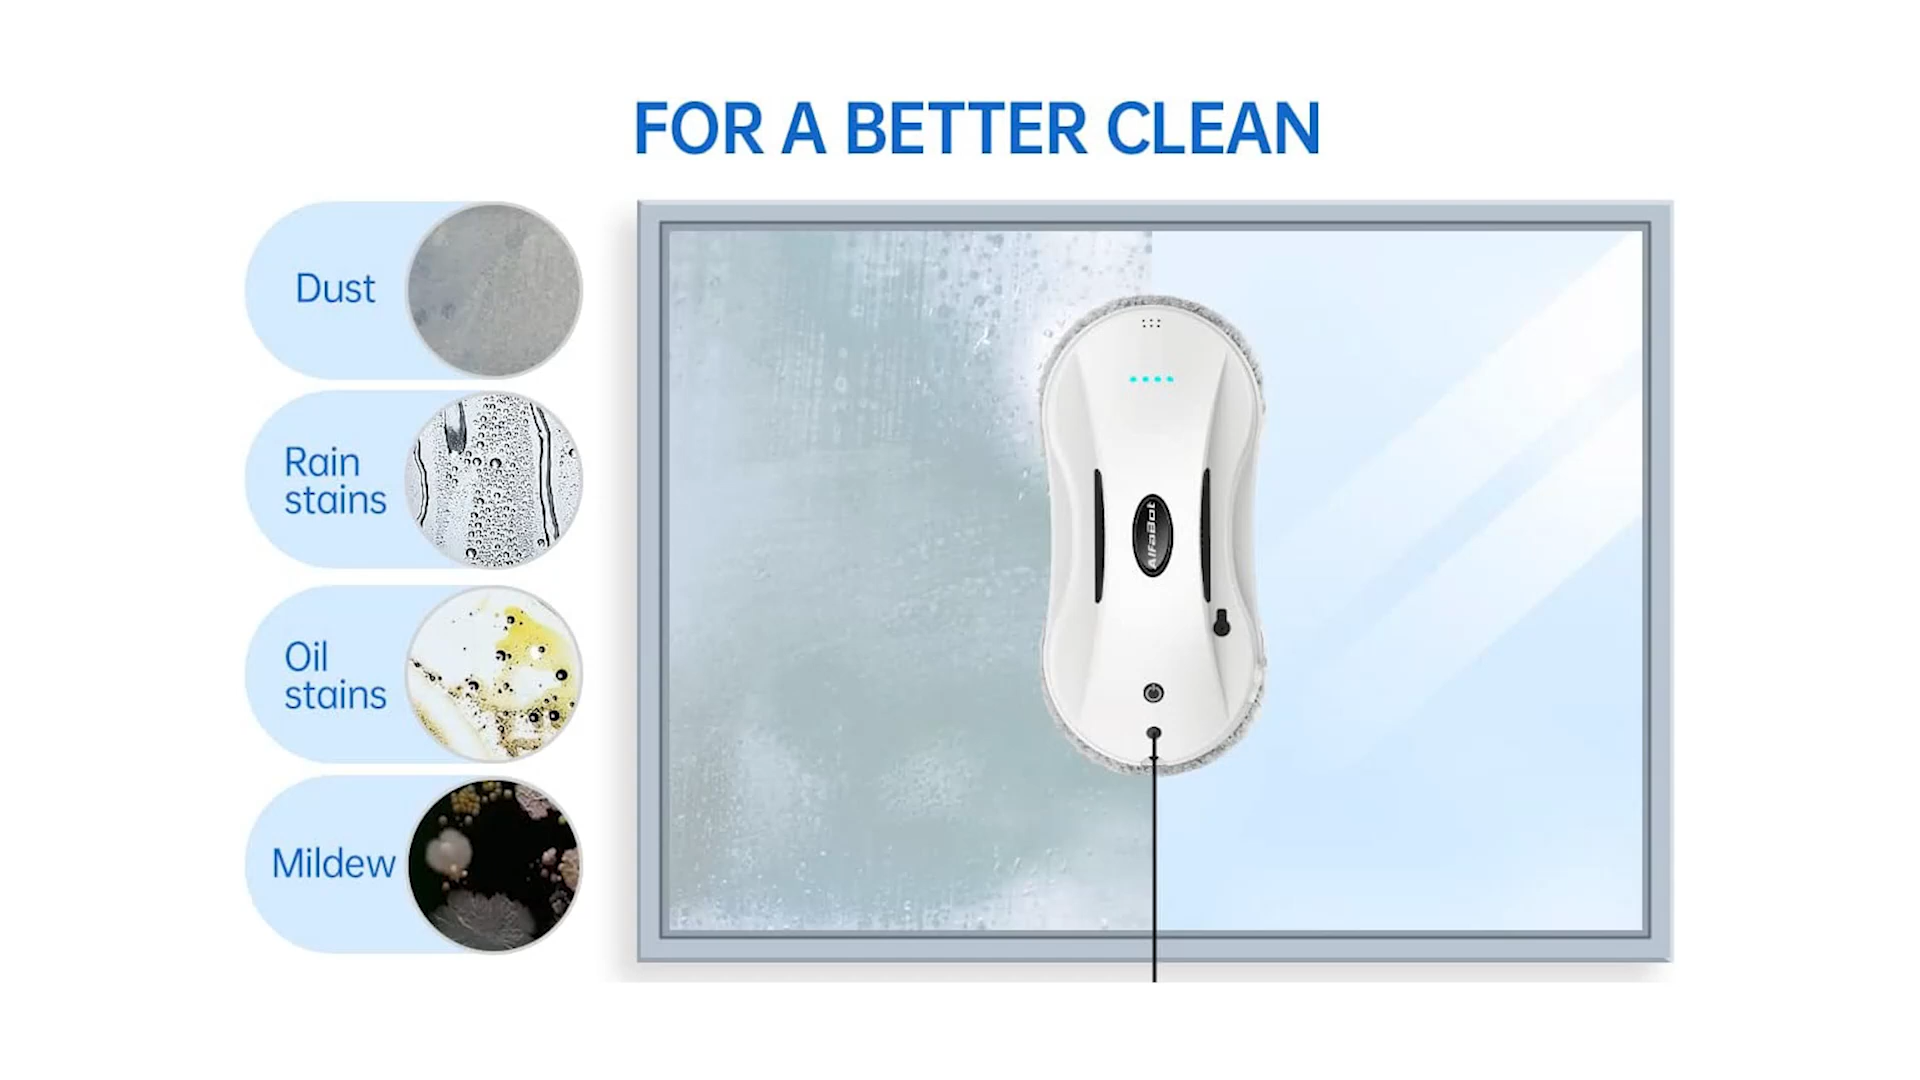 FOR A BETTER CLEAN
Dust
Rain
stains
Oil
stains
Mildew
AlfaBot